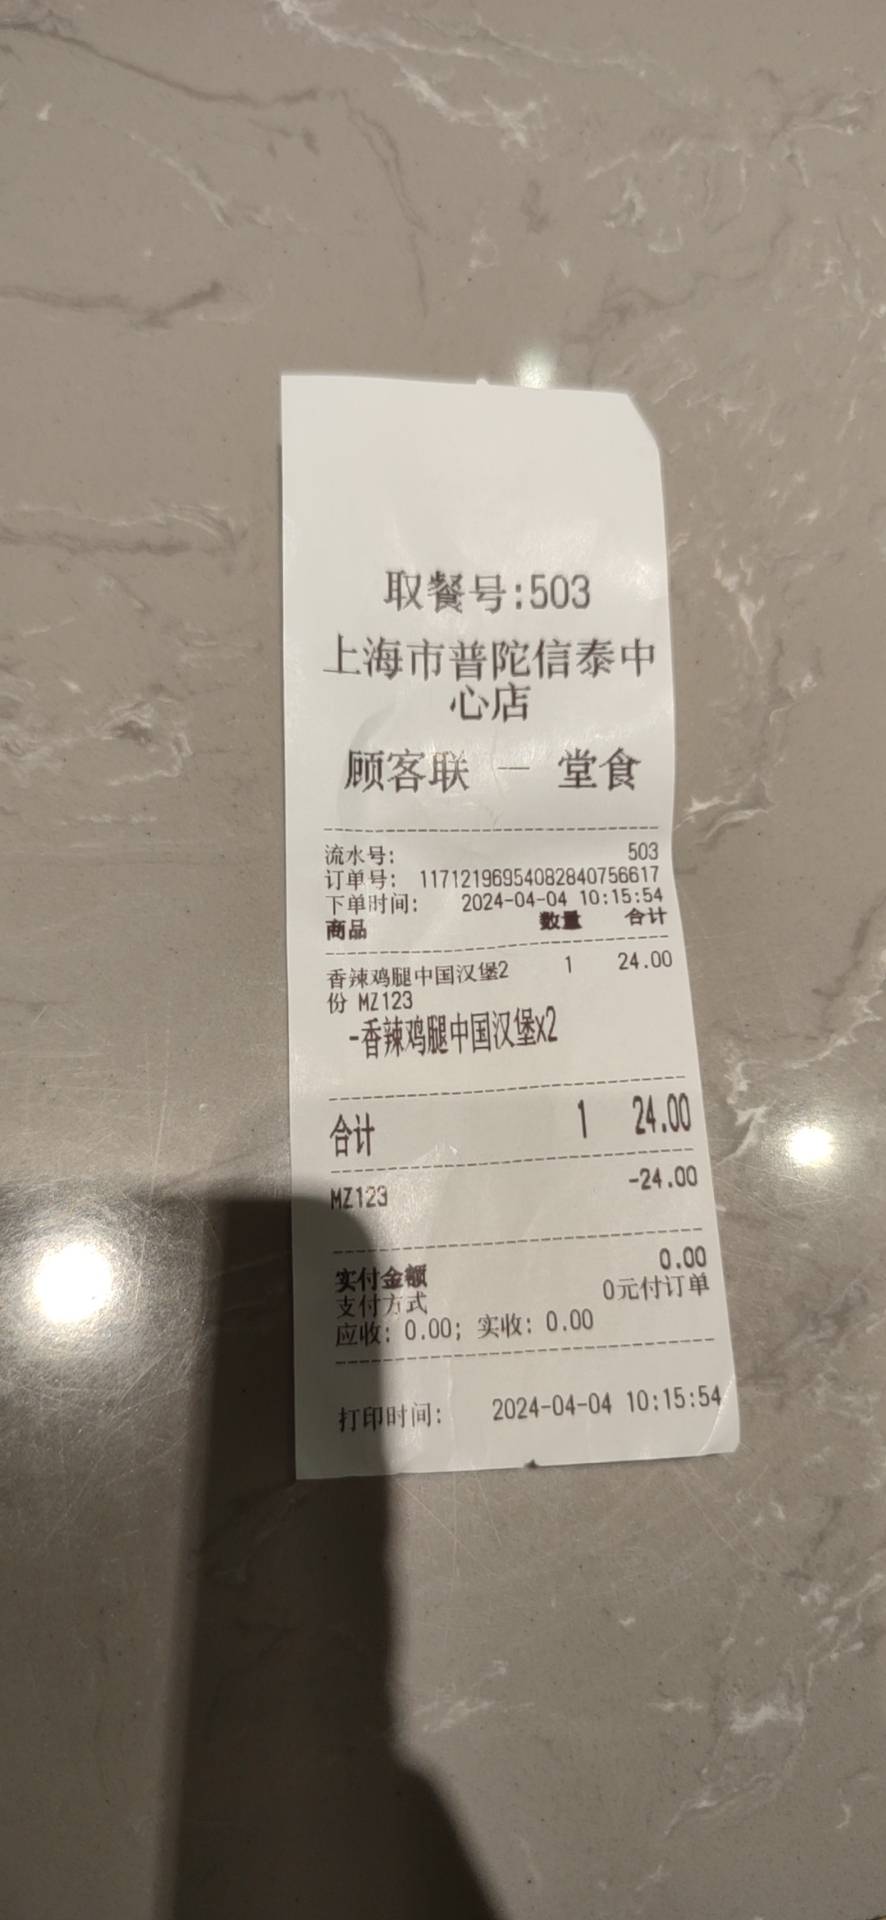 取餐号:503
上海市普陀信泰中
心店
顾客联 — 堂食
流水号: 503
订单号: 11712196954082840756617
下单时间: 2024-04-04 10:15:54
商品 数量 合计
香辣鸡腿中国汉堡2 1 24.00
份 MZ123
-香辣鸡腿中国汉堡x2
合计 1 24.00
MZ123 -24.00
实付金额 0.00
支付方式 0元付订单
应收: 0.00; 实收: 0.00
打印时间: 2024-04-04 10:15:54